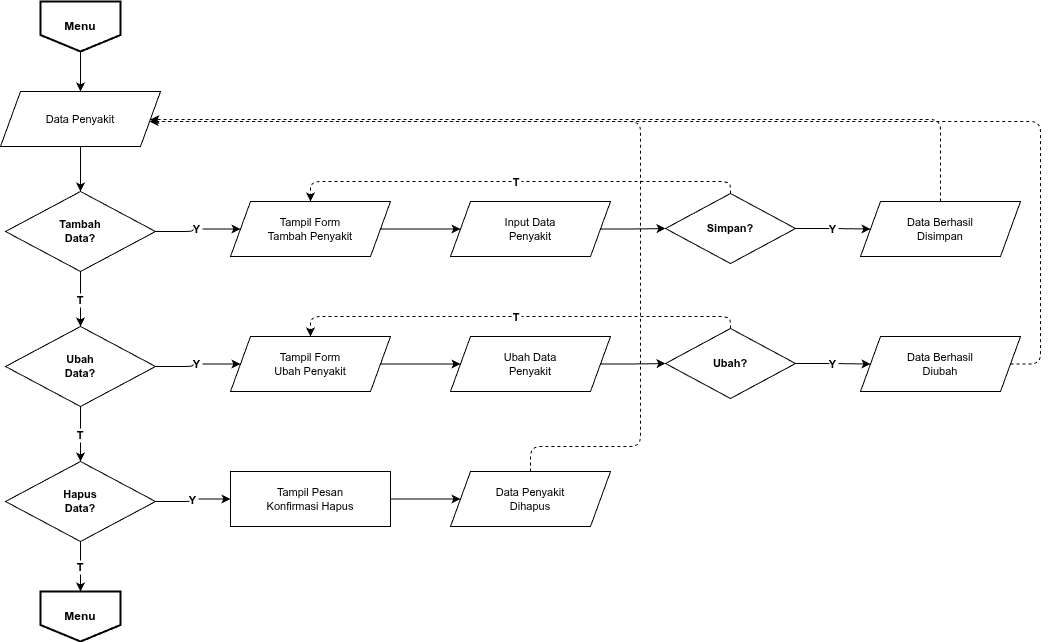 Menu
Data Penyakit
Tambah
Data?
Y
Tampil Form
Tambah Penyakit
Input Data
Penyakit
T
Simpan?
Y
Data Berhasil
Disimpan
T
Ubah
Data?
Y
Tampil Form
Ubah Penyakit
Ubah Data
Penyakit
T
Ubah?
Y
Data Berhasil
Diubah
T
Hapus
Data?
Y
Tampil Pesan
Konfirmasi Hapus
Data Penyakit
Dihapus
T
Menu